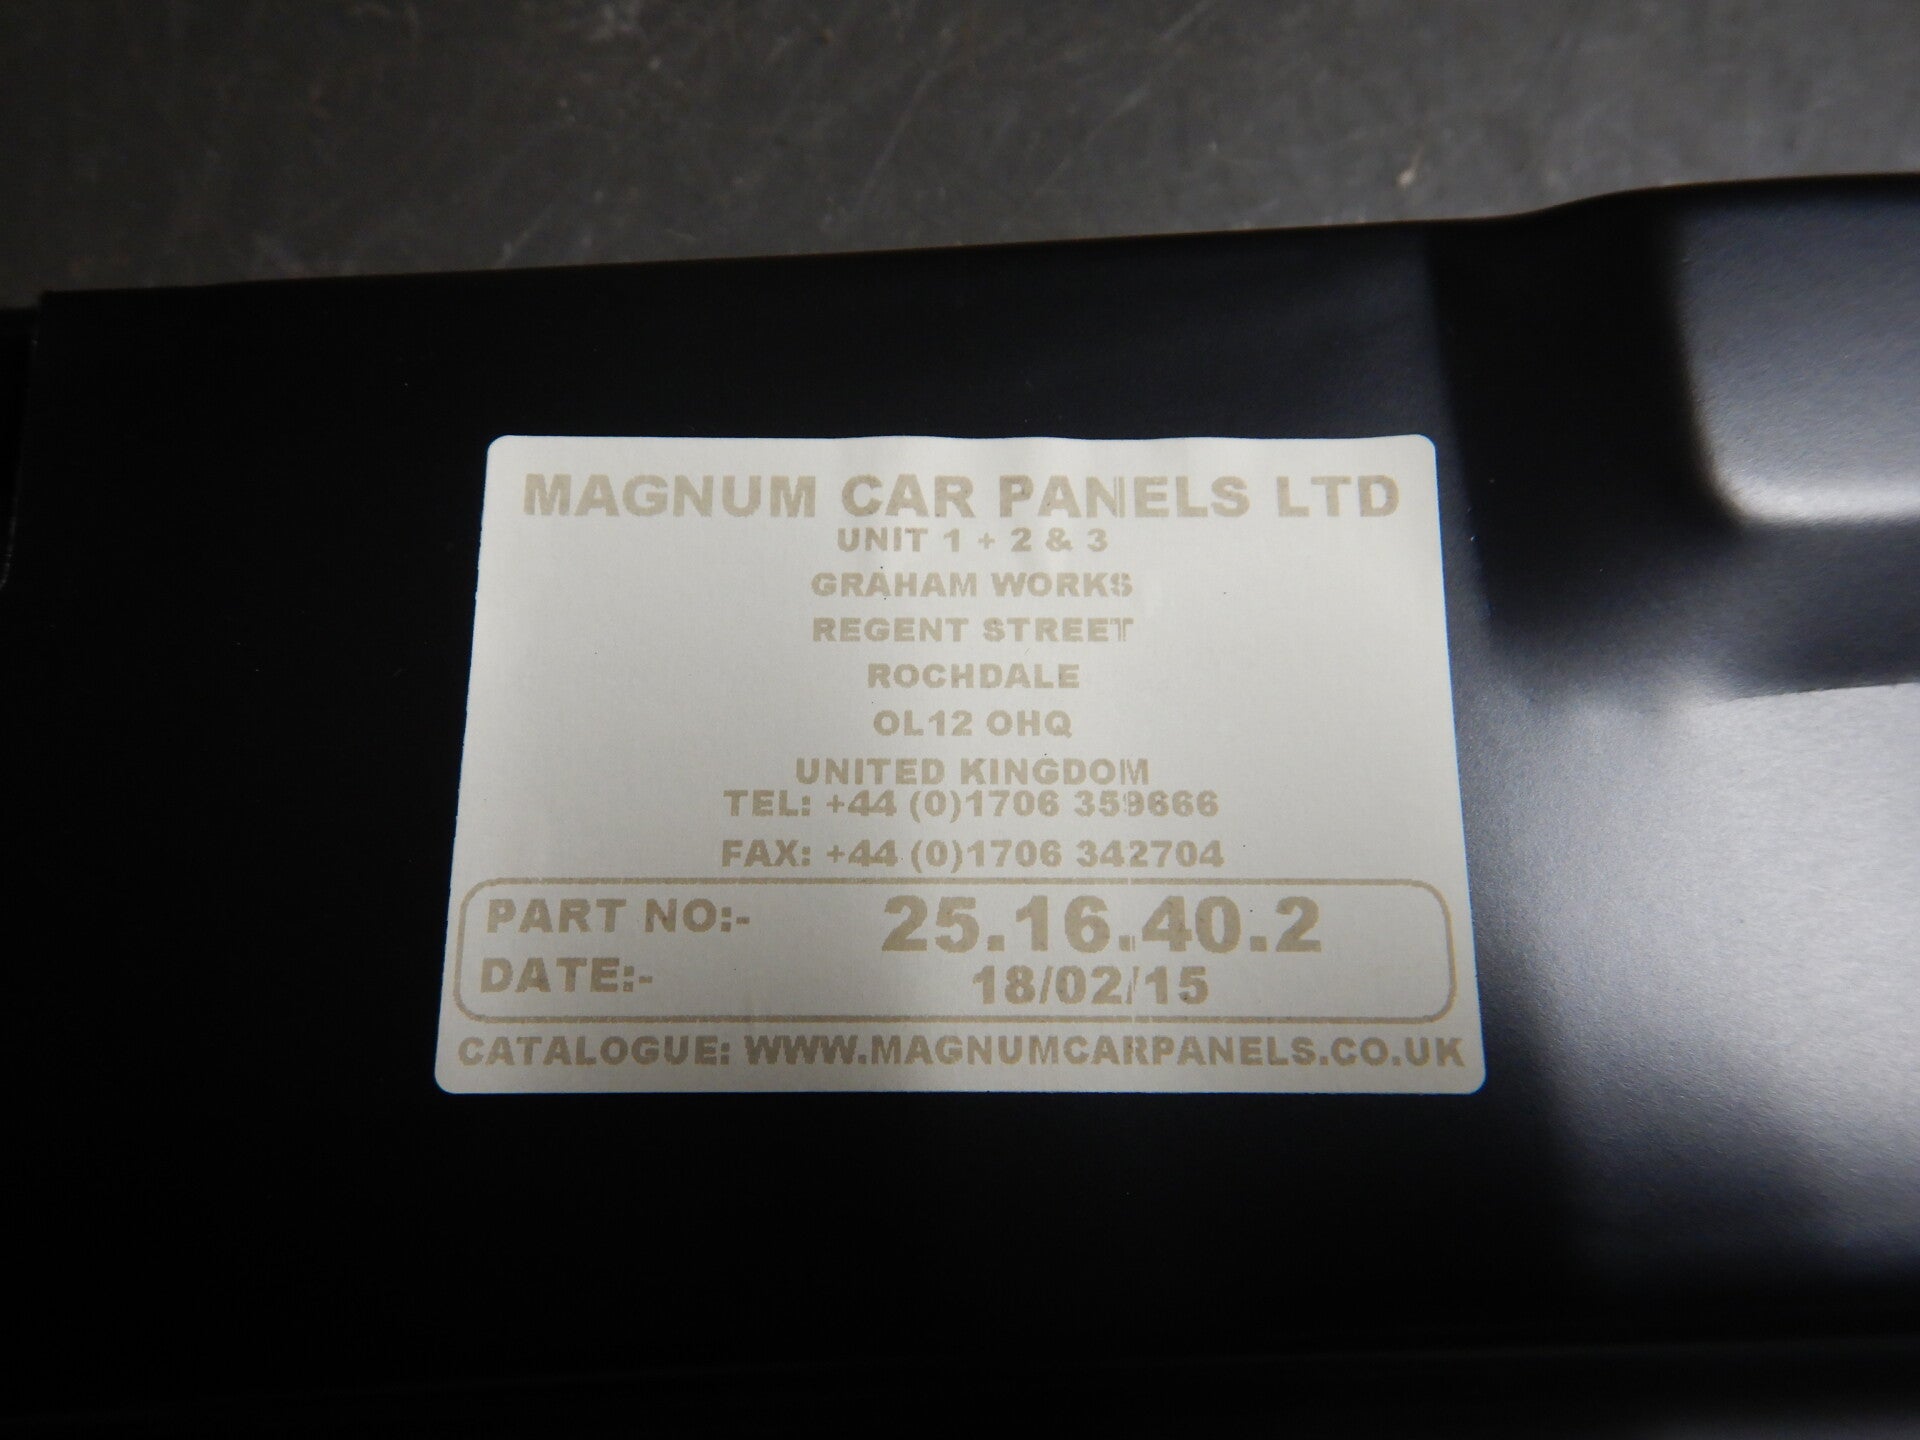 MAGNUM CAR PANELS LTD
UNIT 1 + 2 & 3
GRAHAM WORKS
REGENT STREET
ROCHDALE
OL12 OHQ
UNITED KINGDOM
TEL: +44 (0)1706 359666
FAX: +44 (0)1706 342704
PART NO:- 25.16.40.2
DATE:- 18/02/15
CATALOGUE: WWW.MAGNUMCARPANELS.CO.UK